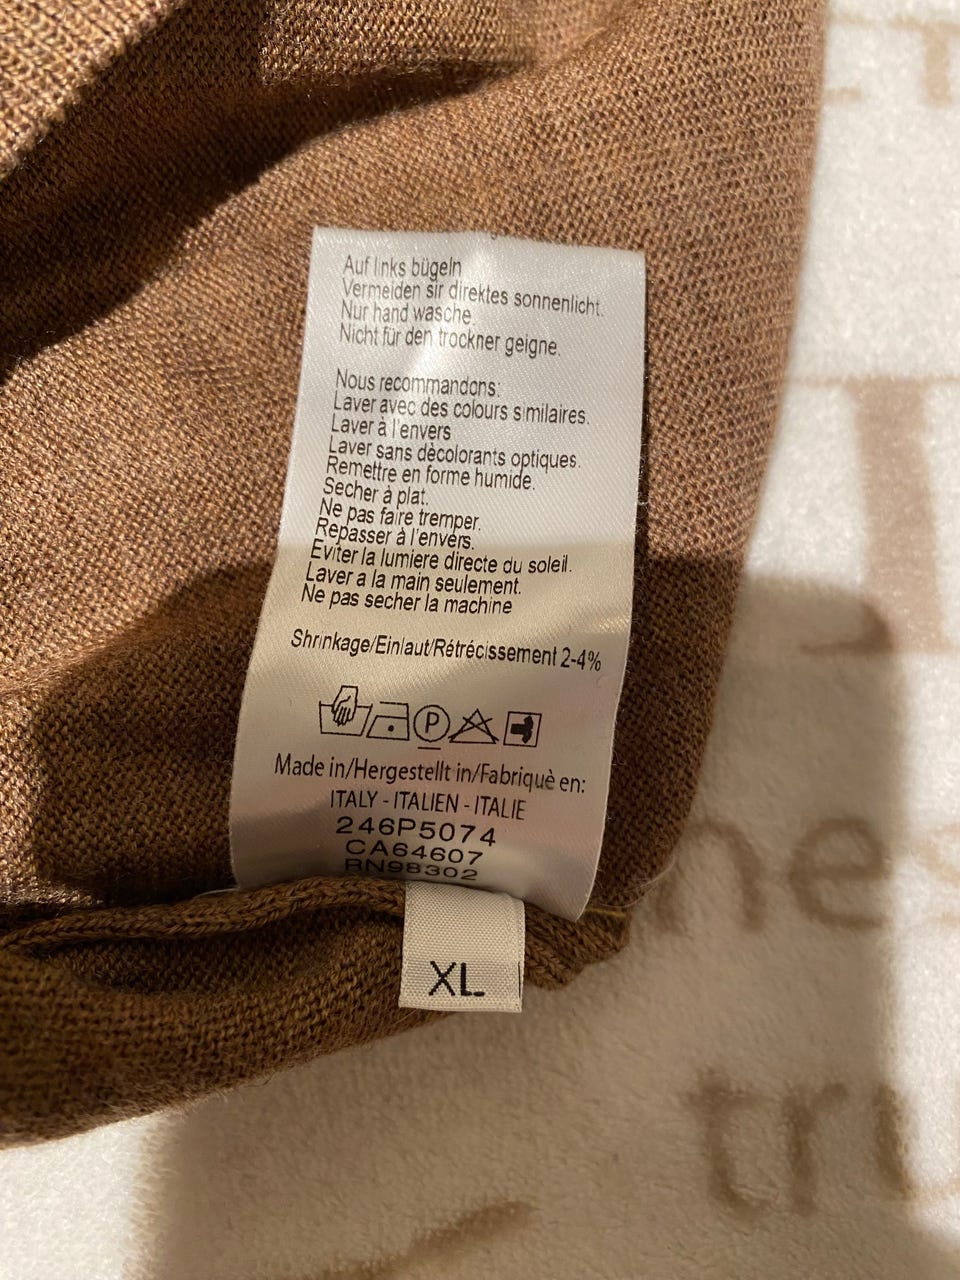 Auf links bügeln
Vermeiden sir direktes sonnenlicht.
Nur hand wasche.
Nicht für den trockner geigne.
Nous recommandons:
Laver avec des colours similaires.
Laver à l'envers
Laver sans dècolorants optiques.
Remettre en forme humide.
Secher à plat.
Ne pas faire tremper.
Repasser à l'envers.
Eviter la lumiere directe du soleil.
Laver a la main seulement.
Ne pas secher la machine
Shrinkage/Einlaut/Rétrécissement 2-4%
P
Made in/Hergestellt in/Fabriquè en:
ITALY - ITALIEN - ITALIE
246P5074
CA64607
RN98302
XL